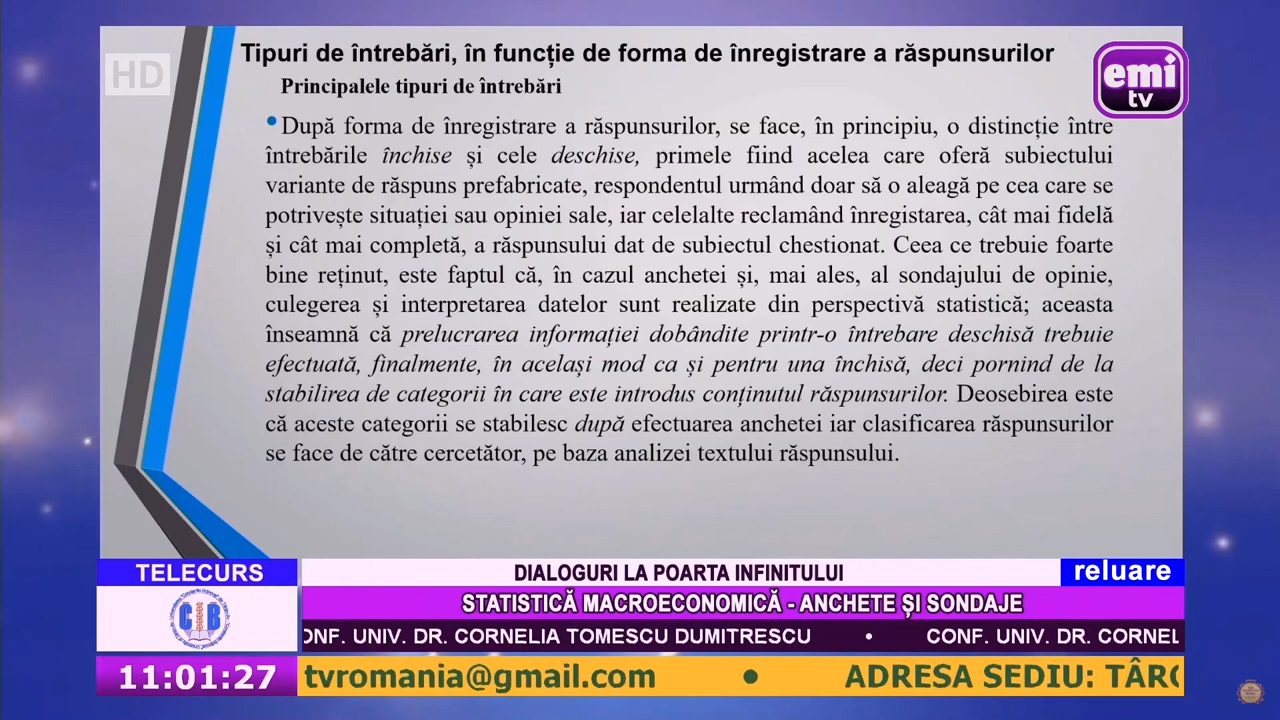 Tipuri de întrebări, în funcție de forma de înregistrare a răspunsurilor
HD
Principalele tipuri de întrebări
emi
tv
•După forma de înregistrare a răspunsurilor, se face, în principiu, o distincție între
întrebările închise și cele deschise, primele fiind acelea care oferă subiectului
variante de răspuns prefabricate, respondentul urmând doar să o aleagă pe cea care se
potrivește situației sau opiniei sale, iar celelalte reclamând înregistarea, cât mai fidelă
și cât mai completă, a răspunsului dat de subiectul chestionat. Ceea ce trebuie foarte
bine reținut, este faptul că, în cazul anchetei și, mai ales, al sondajului de opinie,
culegerea și interpretarea datelor sunt realizate din perspectivă statistică; aceasta
înseamnă că prelucrarea informației dobândite printr-o întrebare deschisă trebuie
efectuată, finalmente, în același mod ca și pentru una închisă, deci pornind de la
stabilirea de categorii în care este introdus conținutul răspunsurilor. Deosebirea este
că aceste categorii se stabilesc după efectuarea anchetei iar clasificarea răspunsurilor
se face de către cercetător, pe baza analizei textului răspunsului.
TELECURS
DIALOGURI LA POARTA INFINITULUI
reluare
STATISTICĂ MACROECONOMICĂ - ANCHETE ȘI SONDAJE
CIB
ONF. UNIV. DR. CORNELIA TOMESCU DUMITRESCU • CONF. UNIV. DR. CORNEL
11:01:27
tvromania@gmail.com • ADRESA SEDIU: TÂRG